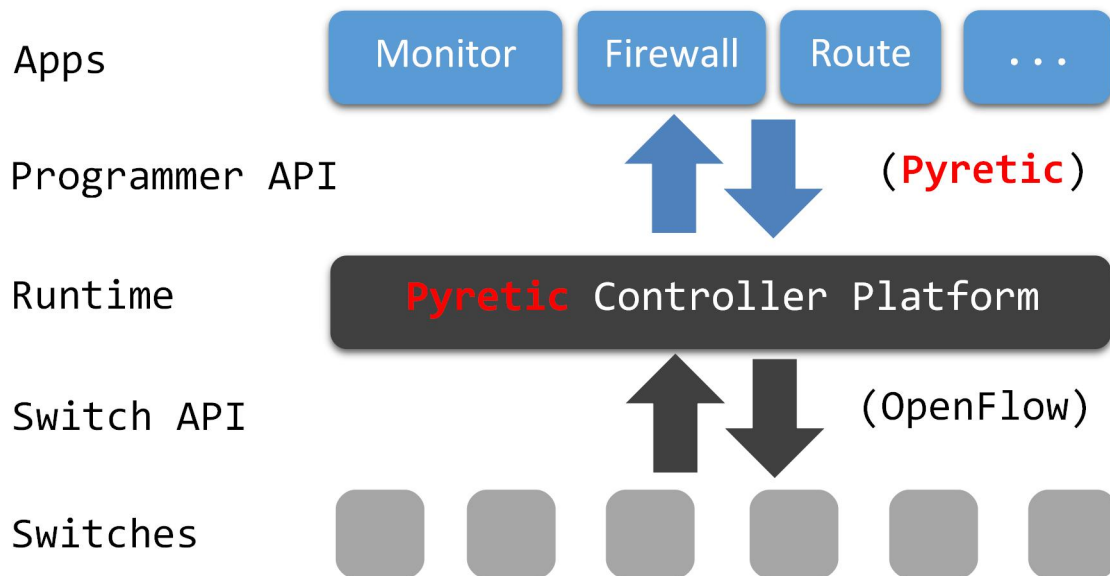 Apps
Monitor
Firewall
Route
...
Programmer API
(Pyretic)
Runtime
Pyretic Controller Platform
Switch API
(OpenFlow)
Switches